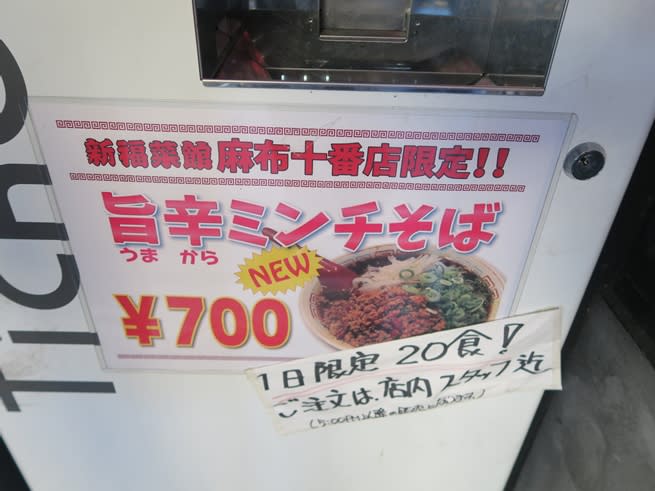 Ticke
新福菜館 麻布十番店限定!!
旨辛ミンチそば
うま から
NEW
¥700
1日限定 20食!
ご注文は、店内スタッフ迄